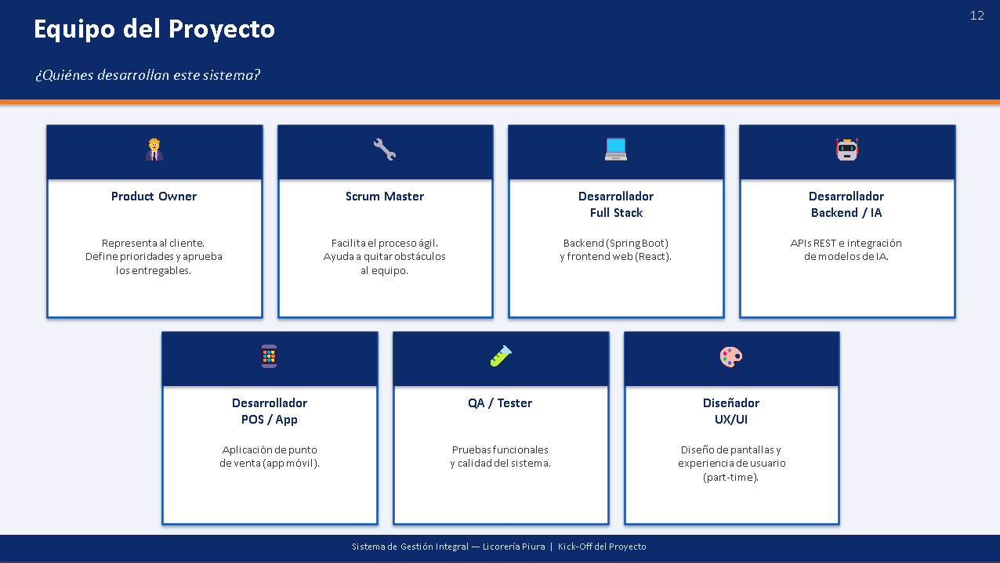 Equipo del Proyecto
12
¿Quiénes desarrollan este sistema?
Product Owner
Representa al cliente.
Define prioridades y aprueba
los entregables.
Scrum Master
Facilita el proceso ágil.
Ayuda a quitar obstáculos
al equipo.
Desarrollador
Full Stack
Backend (Spring Boot)
y frontend web (React).
Desarrollador
Backend / IA
APIs REST e integración
de modelos de IA.
Desarrollador
POS / App
Aplicación de punto
de venta (app móvil).
QA / Tester
Pruebas funcionales
y calidad del sistema.
Diseñador
UX/UI
Diseño de pantallas y
experiencia de usuario
(part-time).
Sistema de Gestión Integral — Licorería Piura | Kick-Off del Proyecto